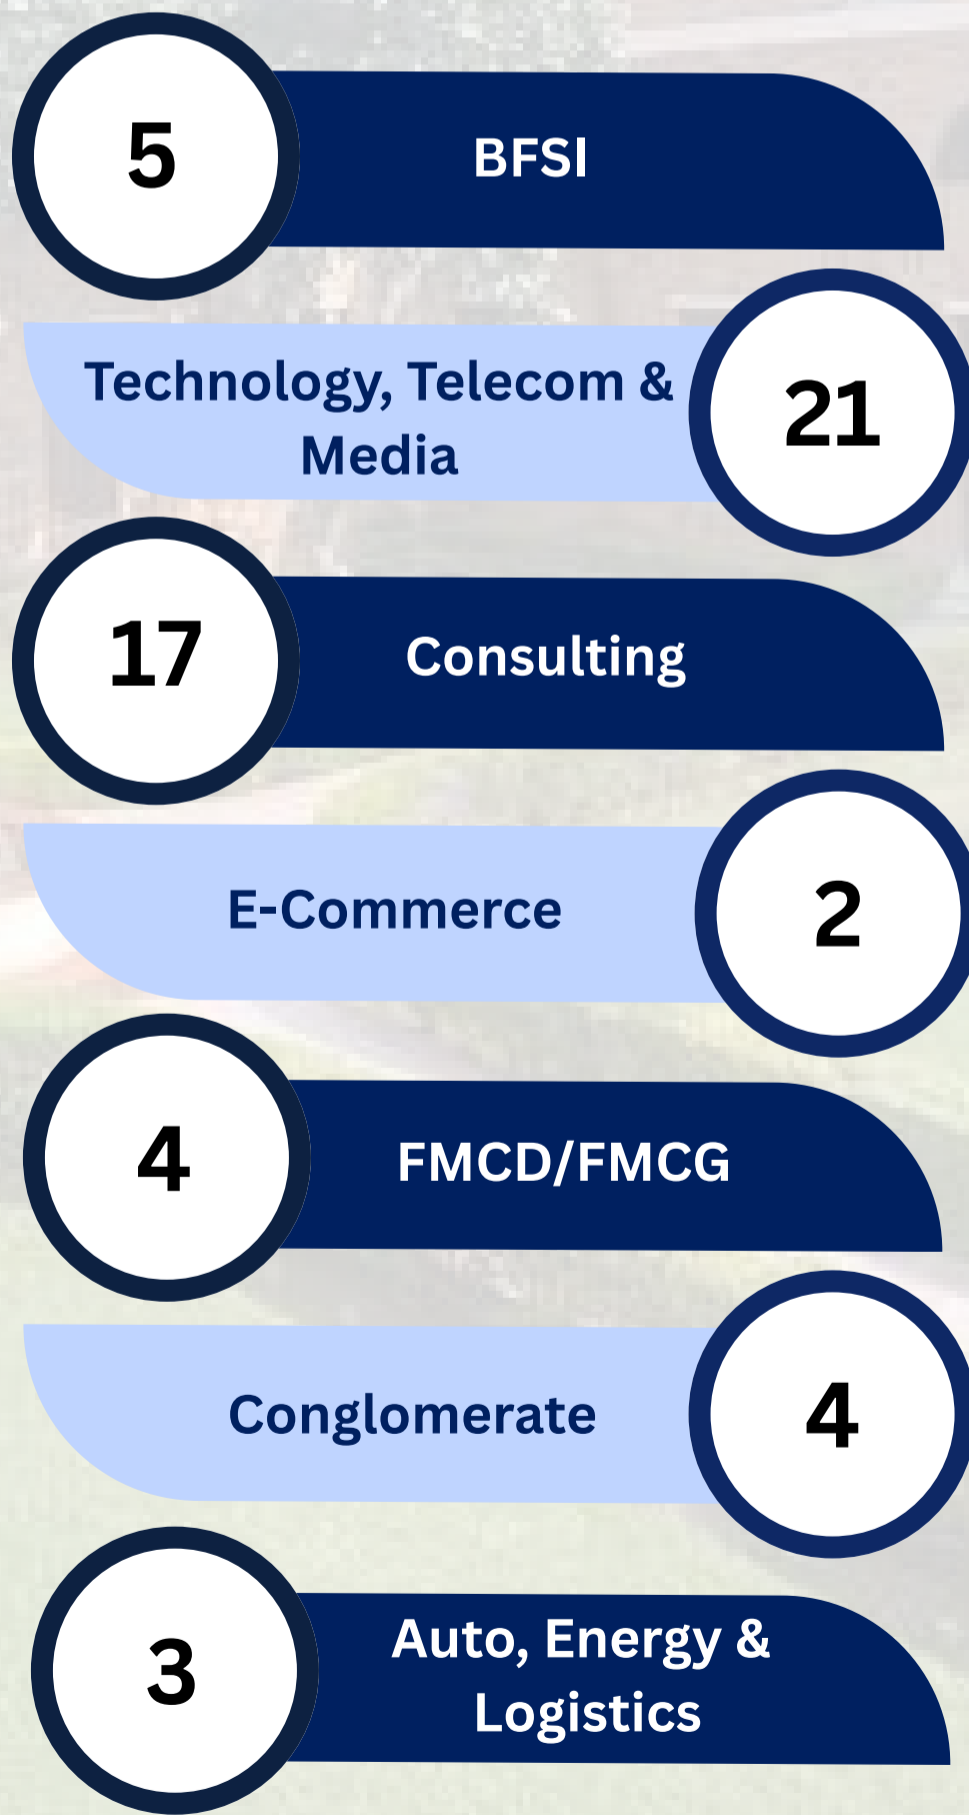 5
BFSI
Technology, Telecom &
Media
21
17
Consulting
E-Commerce
2
4
FMCD/FMCG
Conglomerate
4
3
Auto, Energy &
Logistics